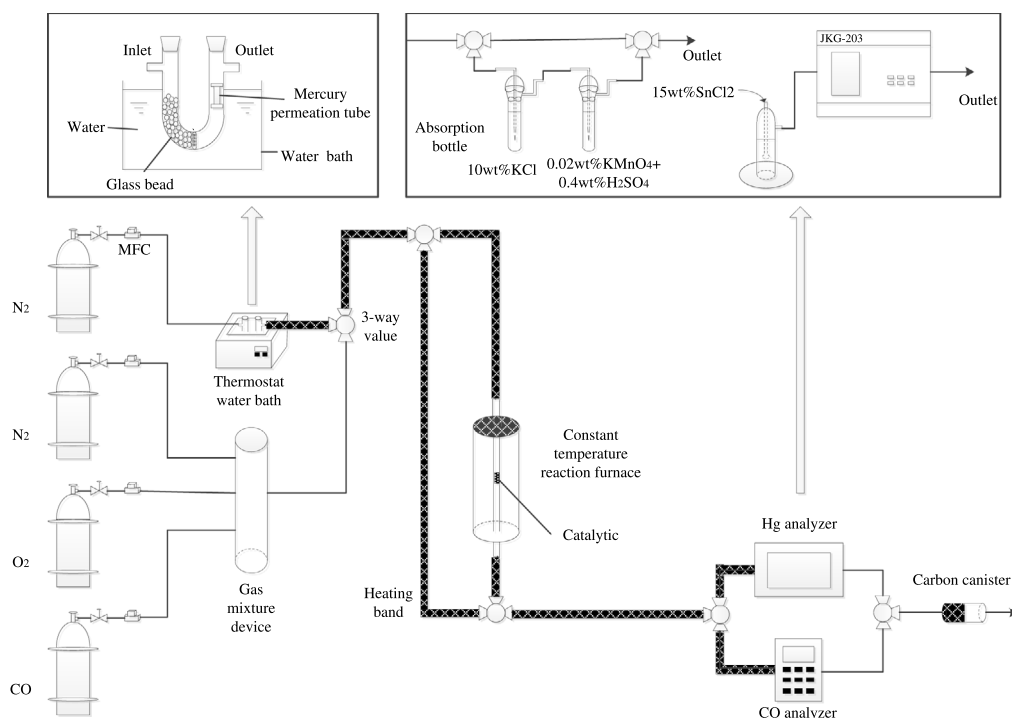 Inlet
Outlet
Mercury
permeation tube
Water
Water bath
Glass bead
JKG-203
Outlet
15wt%SnCl2
Outlet
Absorption
bottle
10wt%KCl
0.02wt%KMnO4+
0.4wt%H2SO4
MFC
N2
3-way
value
Thermostat
water bath
N2
Constant
temperature
reaction furnace
Catalytic
Hg analyzer
O2
Gas
mixture
device
Heating
band
Carbon canister
CO
CO analyzer